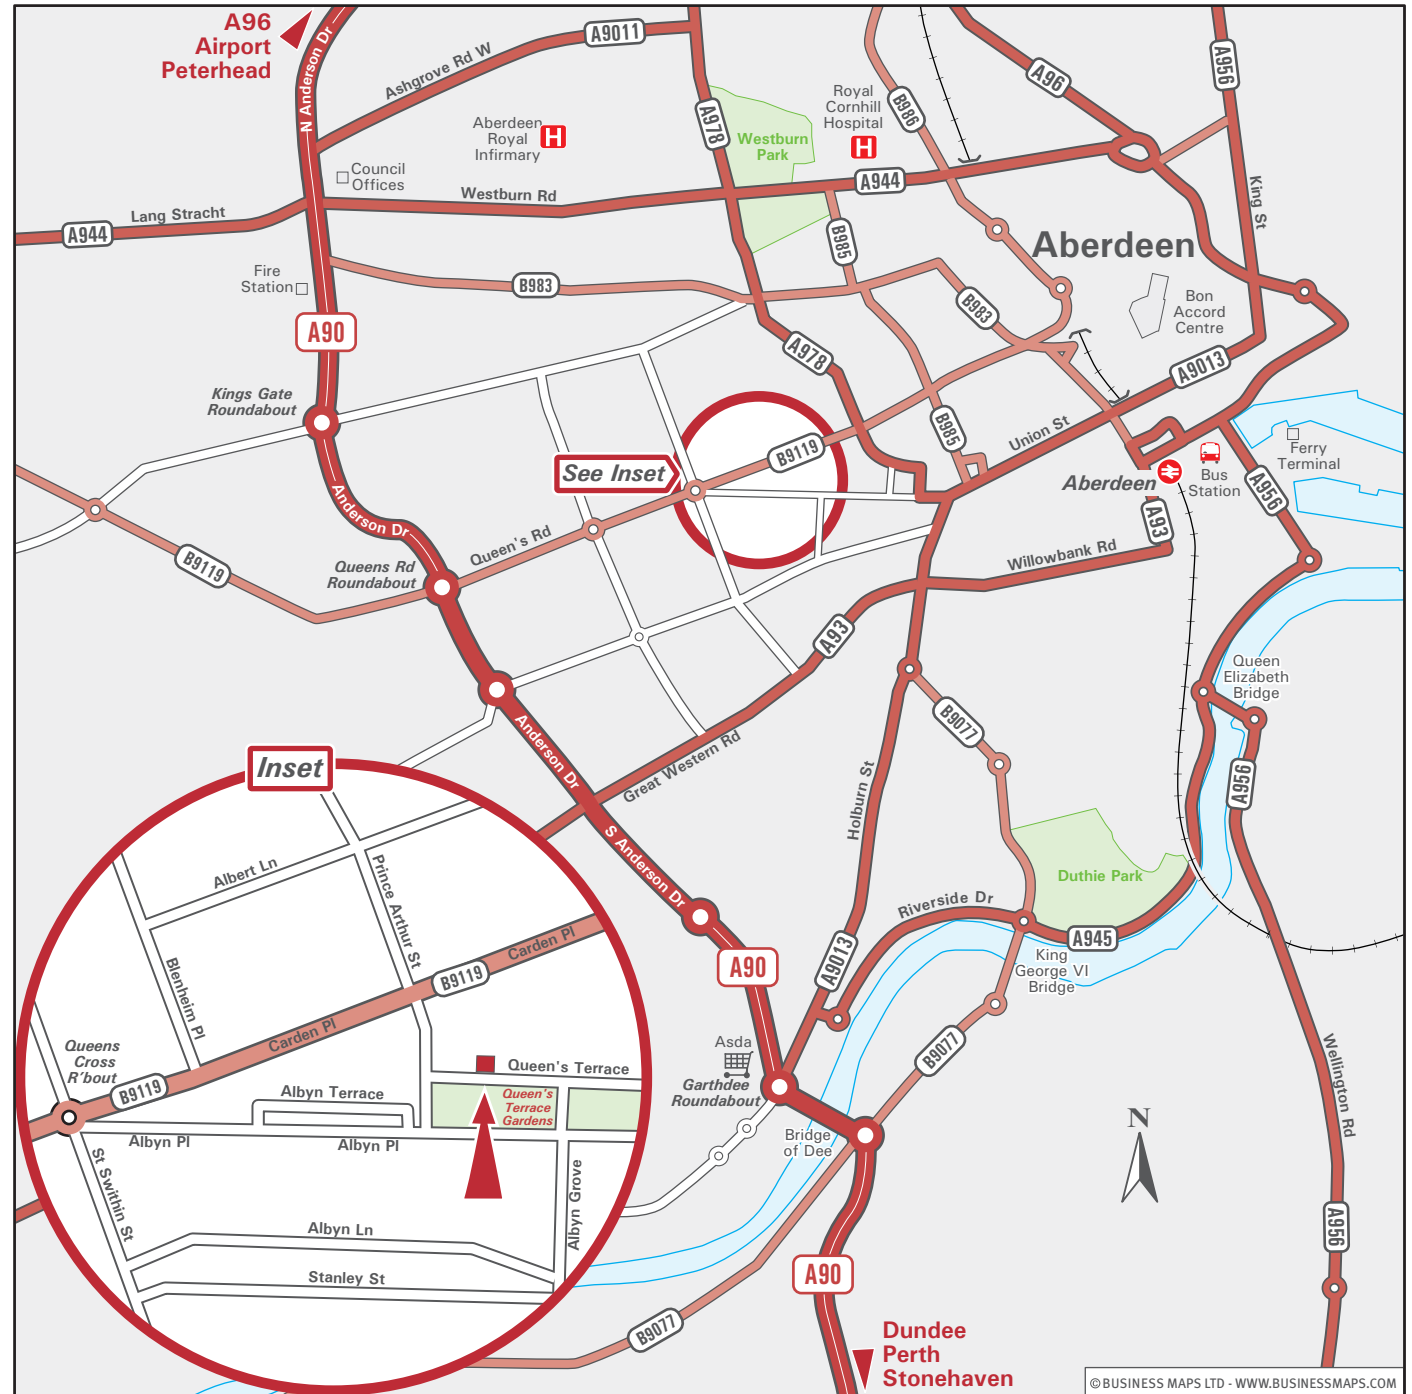 A96
Airport
Peterhead
N Anderson Dr
Ashgrove Rd W
A9011
A978
Aberdeen
Royal
Infirmary
H
Royal
Cornhill
Hospital
H
B986
A96
A956
Westburn
Park
Council
Offices
A944
Westburn Rd
Lang Stracht
A944
King St
B985
Aberdeen
Fire
Station
B983
B983
Bon
Accord
Centre
A90
A978
A9013
Kings Gate
Roundabout
B985
Union St
B9119
See Inset
Ferry
Terminal
Aberdeen
Bus
Station
A956
Anderson Dr
A93
Queen's Rd
Willowbank Rd
B9119
Queens Rd
Roundabout
A93
Queen
Elizabeth
Bridge
B9077
Anderson Dr
Great Western Rd
A956
Holburn St
S Anderson Dr
Duthie Park
Riverside Dr
A945
A9013
King
George VI
Bridge
A90
B9077
Asda
Garthdee
Roundabout
Wellington Rd
Bridge
of Dee
N
A956
A90
B9077
Dundee
Perth
Stonehaven
Inset
Albert Ln
Prince Arthur St
Carden Pl
B9119
Blenheim Pl
Carden Pl
Queens
Cross
R'bout
B9119
Queen's Terrace
Albyn Terrace
Queen's
Terrace
Gardens
Albyn Pl
Albyn Pl
St Swithin St
Albyn Grove
Albyn Ln
Stanley St
© BUSINESS MAPS LTD - WWW.BUSINESSMAPS.COM